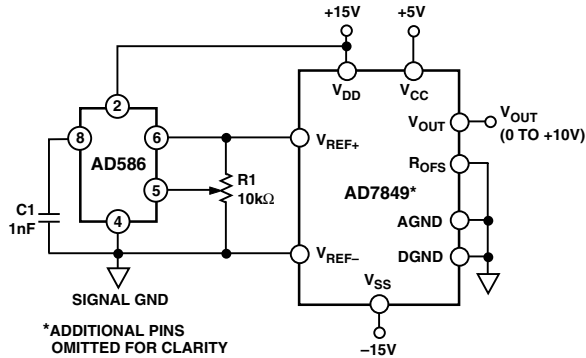 +15V
+5V
2
V_DD
V_CC
8
6
AD586
5
4
V_REF+
V_OUT
V_OUT
(0 TO +10V)
R1
10kΩ
R_OFS
AD7849*
C1
1nF
AGND
V_REF–
DGND
V_SS
SIGNAL GND
–15V
*ADDITIONAL PINS
OMITTED FOR CLARITY